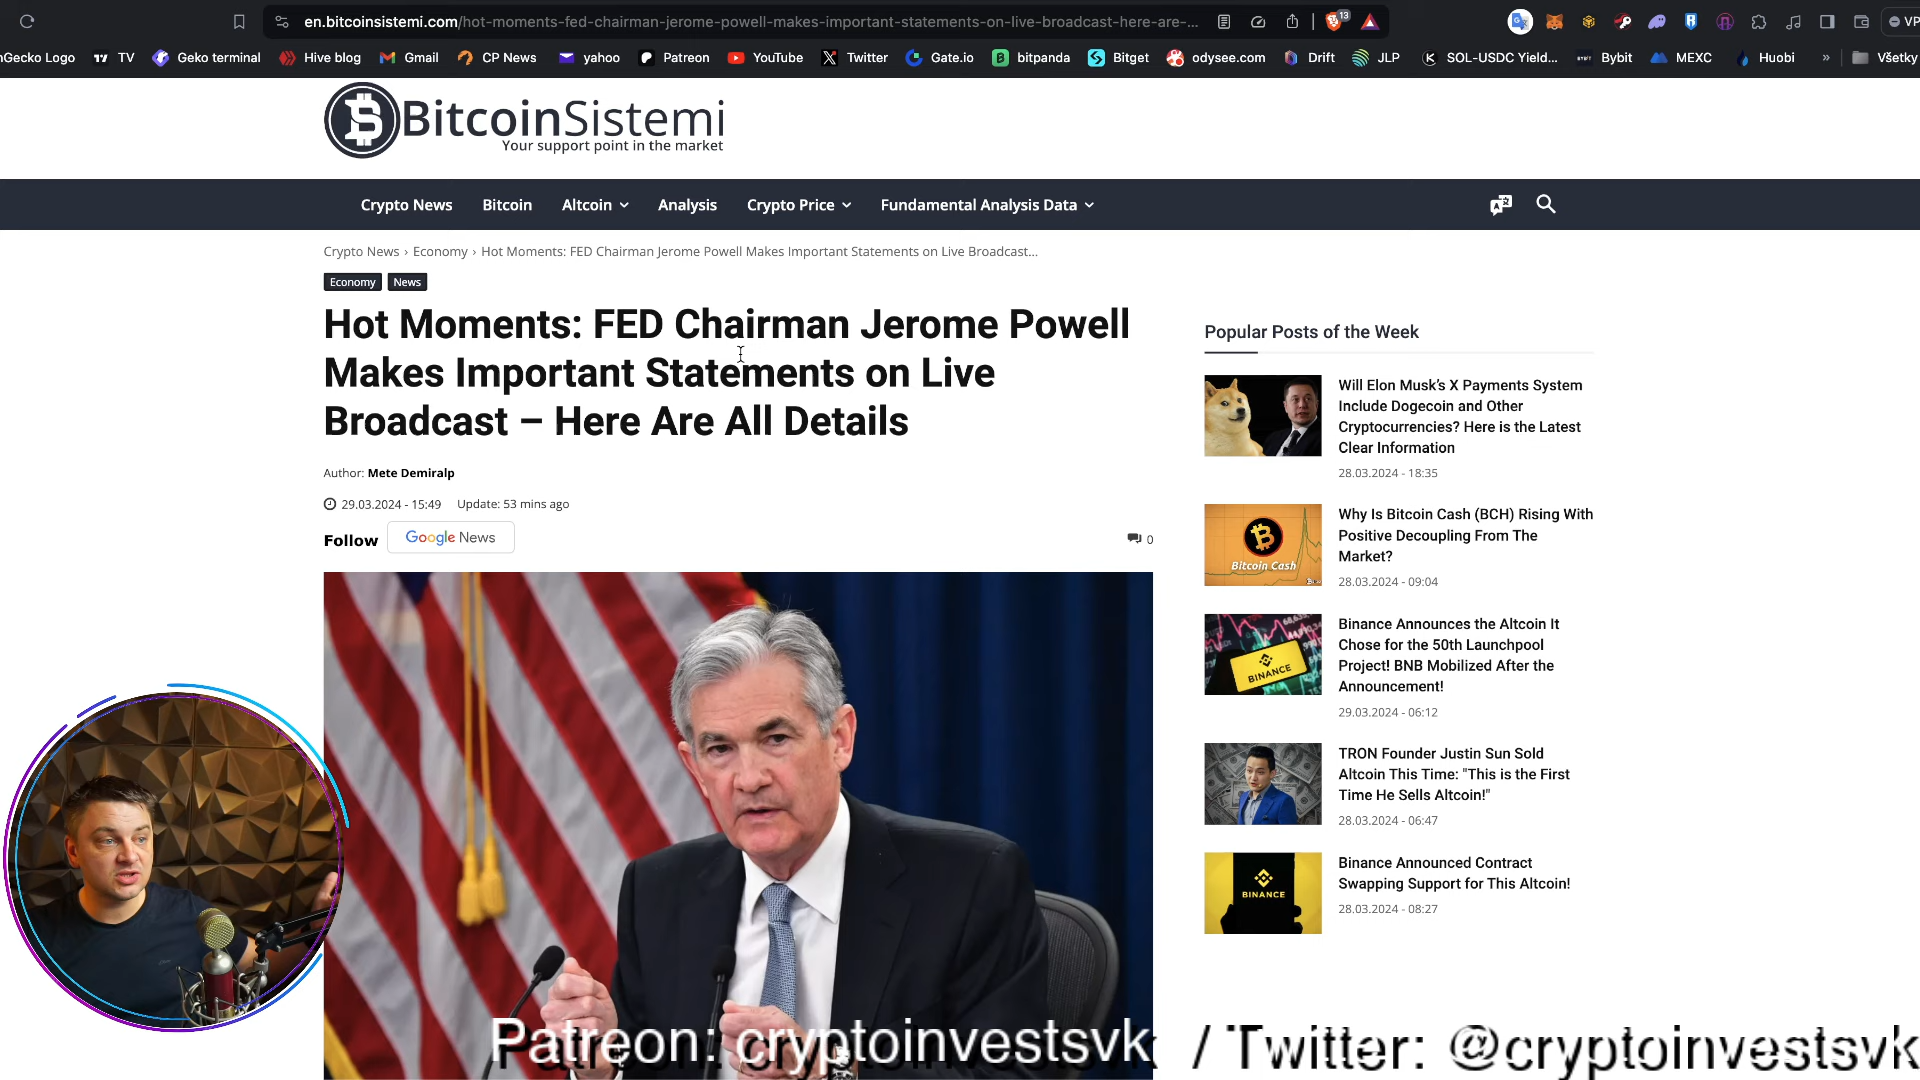 en.bitcoinsistemi.com/hot-moments-fed-chairman-jerome-powell-makes-important-statements-on-live-broadcast-here-are-...
13
VP
nGecko Logo TV Geko terminal Hive blog Gmail CP News yahoo Patreon YouTube Twitter Gate.io bitpanda Bitget odysee.com Drift JLP SOL-USDC Yield... Bybit MEXC Huobi » Všetky
BitcoinSistemi
Your support point in the market
Crypto News Bitcoin Altcoin Analysis Crypto Price Fundamental Analysis Data
Crypto News › Economy › Hot Moments: FED Chairman Jerome Powell Makes Important Statements on Live Broadcast...
Economy News
Hot Moments: FED Chairman Jerome Powell
Makes Important Statements on Live
Broadcast – Here Are All Details
Author: Mete Demiralp
29.03.2024 - 15:49 Update: 53 mins ago
Follow Google News
0
Popular Posts of the Week
Will Elon Musk's X Payments System
Include Dogecoin and Other
Cryptocurrencies? Here is the Latest
Clear Information
28.03.2024 - 18:35
Bitcoin Cash
Why Is Bitcoin Cash (BCH) Rising With
Positive Decoupling From The
Market?
28.03.2024 - 09:04
BINANCE
Binance Announces the Altcoin It
Chose for the 50th Launchpool
Project! BNB Mobilized After the
Announcement!
29.03.2024 - 06:12
TRON Founder Justin Sun Sold
Altcoin This Time: "This is the First
Time He Sells Altcoin!"
28.03.2024 - 06:47
BINANCE
Binance Announced Contract
Swapping Support for This Altcoin!
28.03.2024 - 08:27
Patreon: cryptoinvestsvk / Twitter: @cryptoinvestsvk